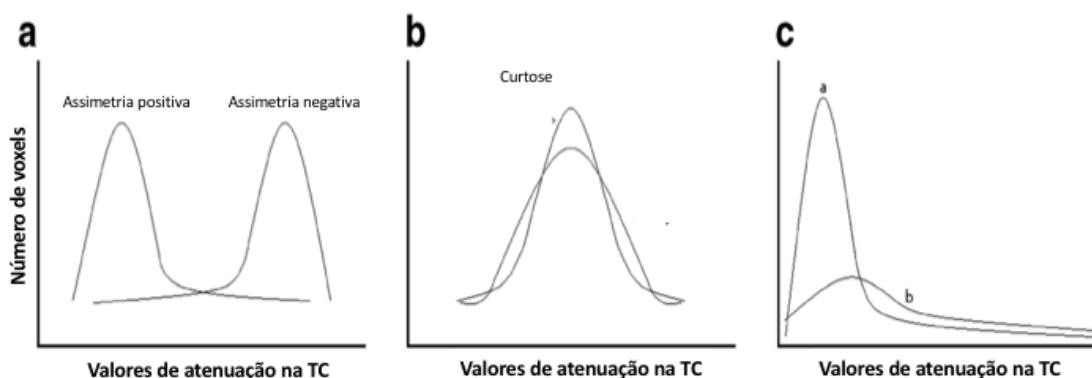 a
b
c
Assimetria positiva
Assimetria negativa
Curtose
a
b
Número de voxels
Valores de atenuação na TC
Valores de atenuação na TC
Valores de atenuação na TC